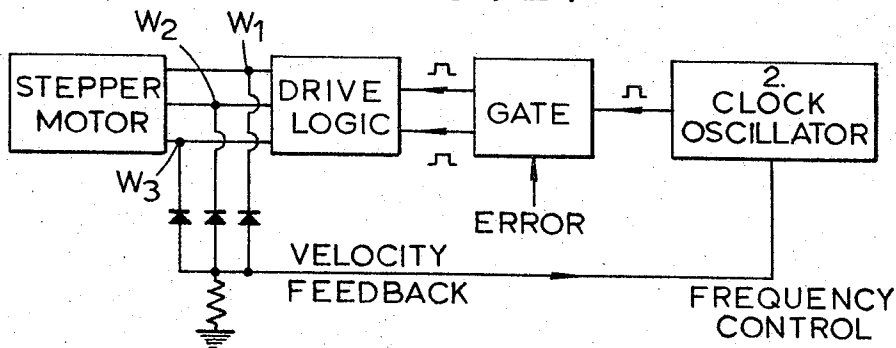 W1
W2
STEPPER
MOTOR
W3
DRIVE
LOGIC
GATE
2.
CLOCK
OSCILLATOR
ERROR
VELOCITY
FEEDBACK
FREQUENCY
CONTROL